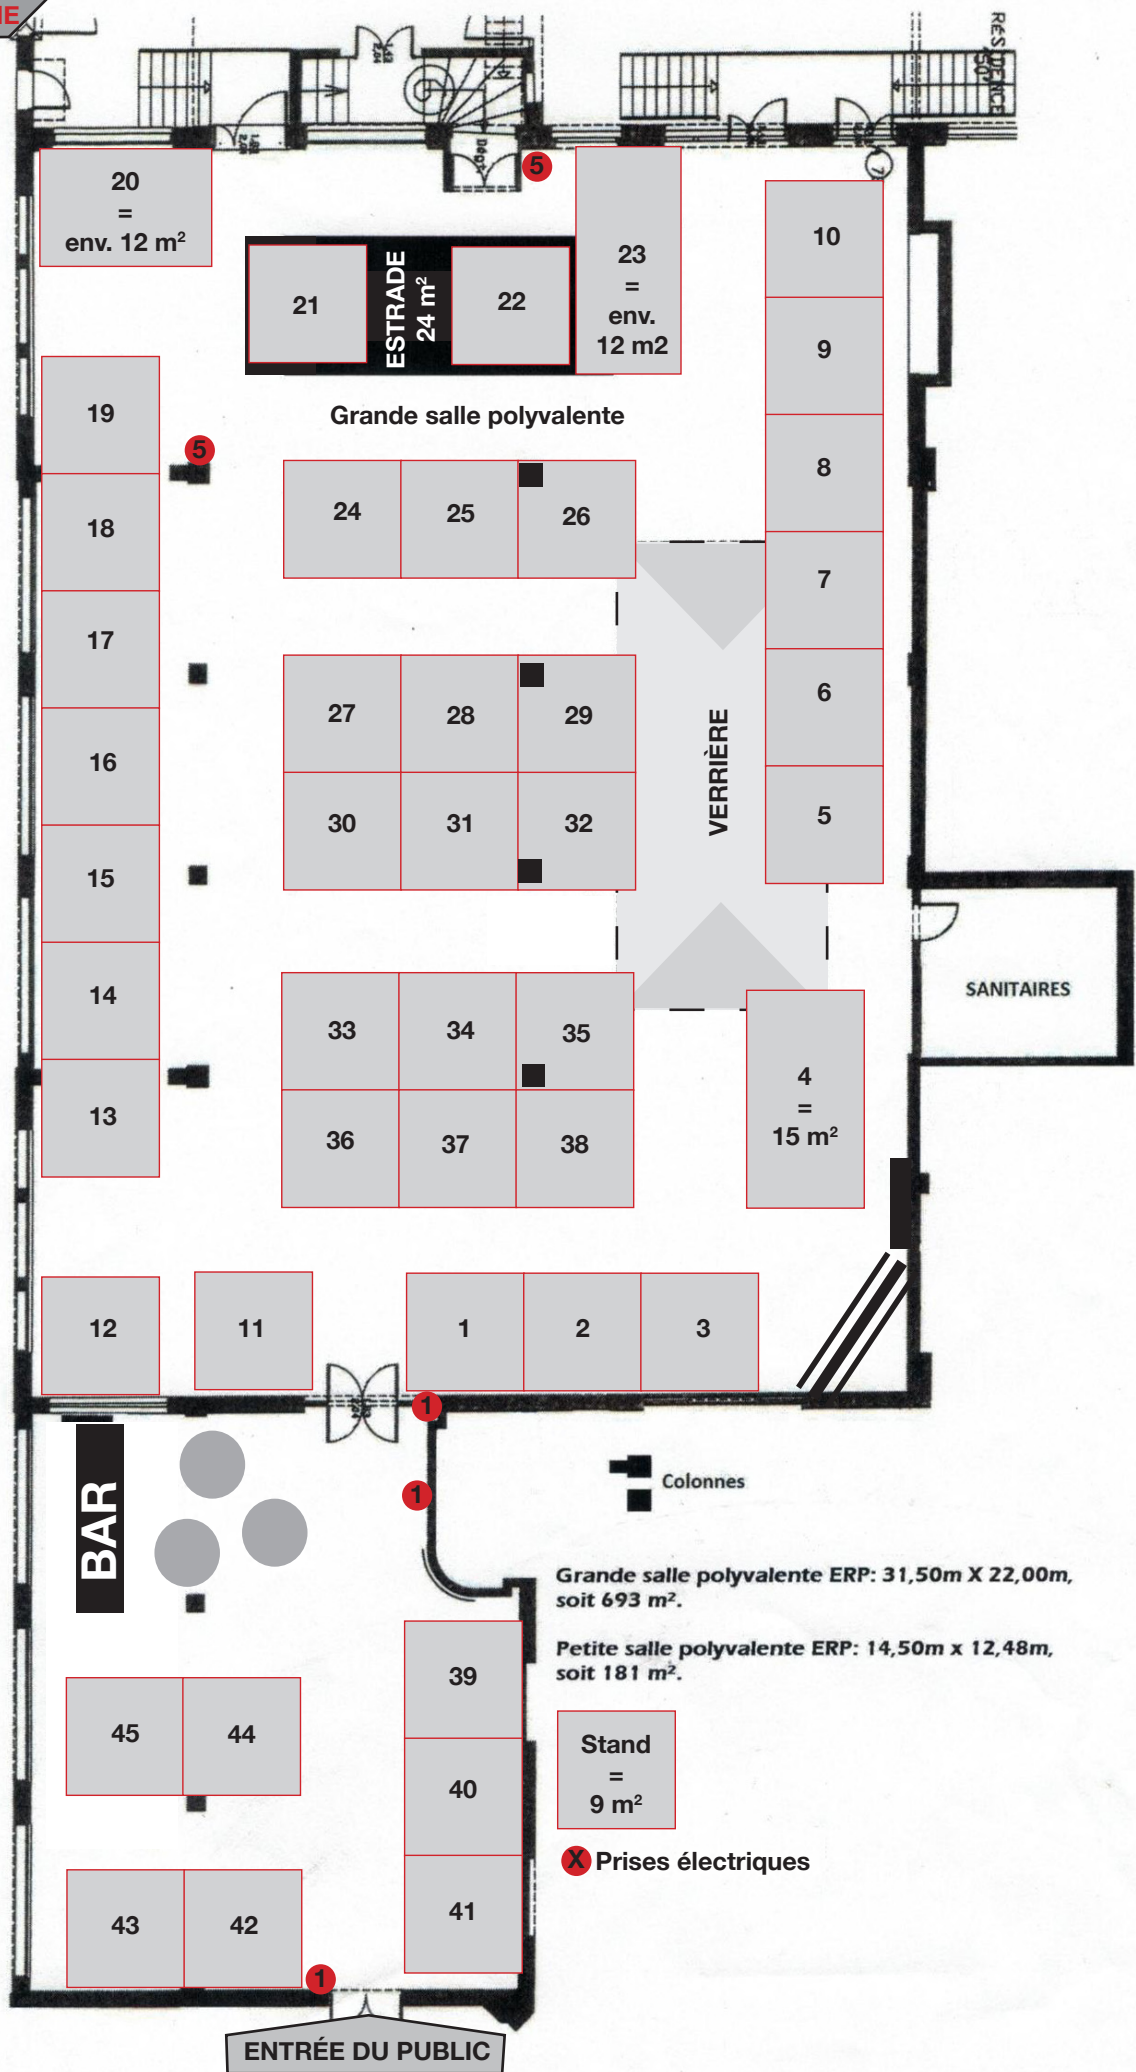 RÉSIDENCE
20
=
env. 12 m²
5
10
21
ESTRADE
24 m²
22
23
=
env.
12 m2
9
Grande salle polyvalente
19
5
8
18
24
25
26
7
17
6
27
28
29
VERRIÈRE
16
5
30
31
32
15
14
SANITAIRES
33
34
35
4
=
15 m²
13
36
37
38
12
11
1
2
3
1
1
BAR
Colonnes
Grande salle polyvalente ERP: 31,50m X 22,00m,
soit 693 m².
Petite salle polyvalente ERP: 14,50m x 12,48m,
soit 181 m².
39
45
44
Stand
=
9 m²
40
X Prises électriques
43
42
41
1
ENTRÉE DU PUBLIC